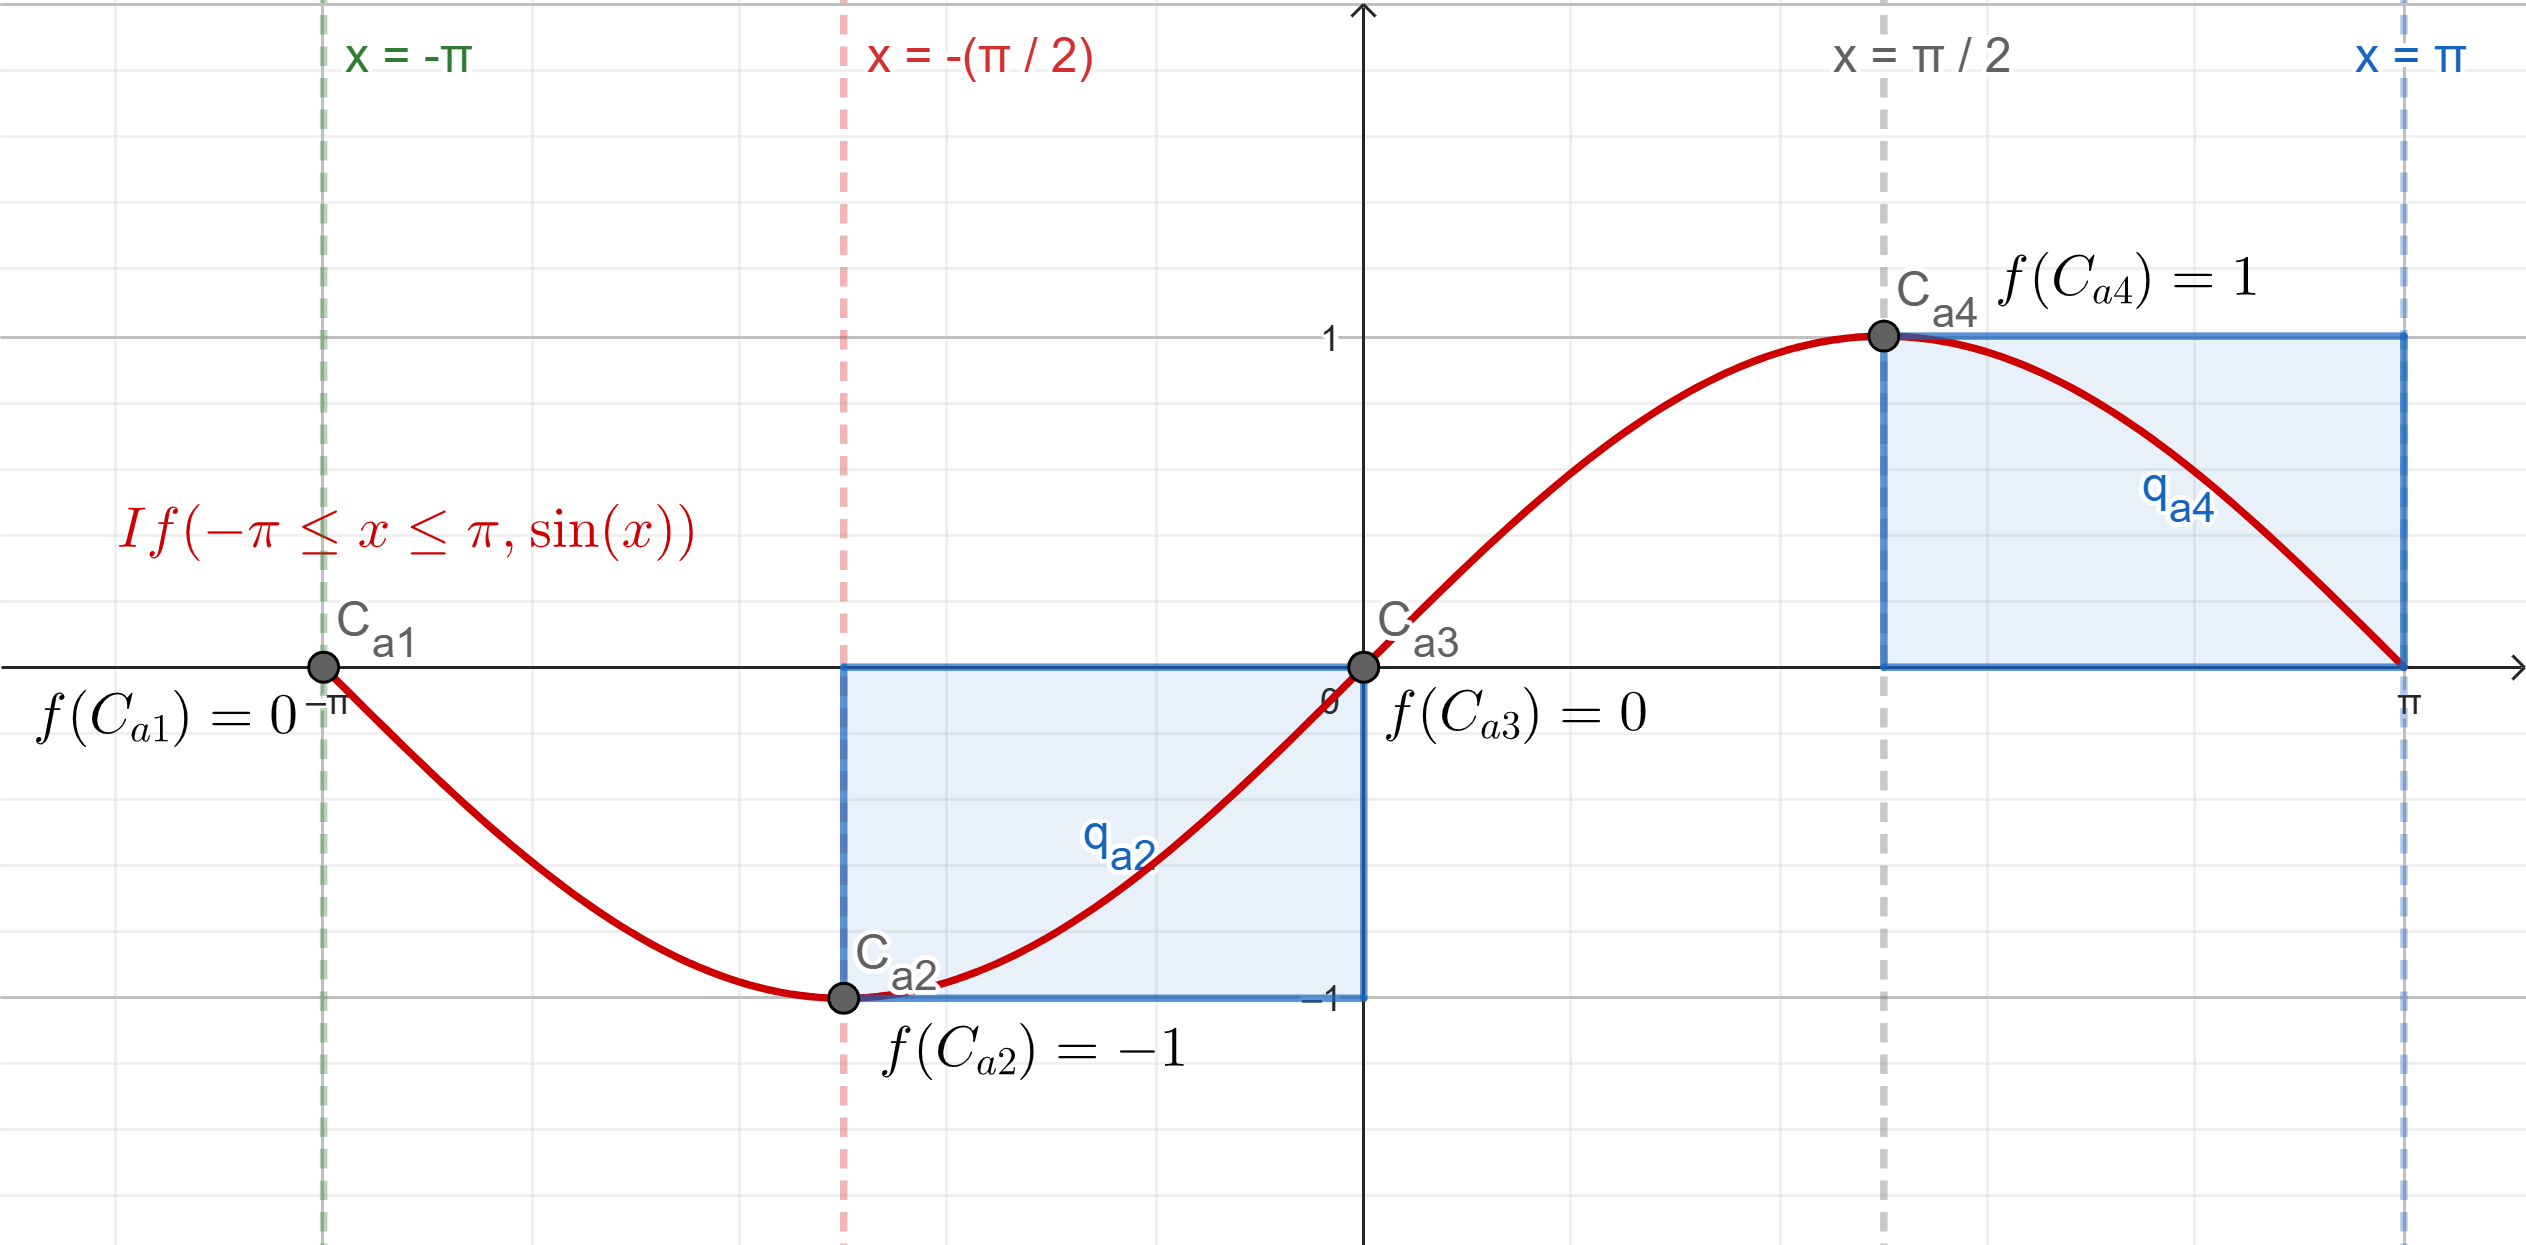 x = -π
x = -(π / 2)
x = π / 2
x = π
C_a4
f(C_a4) = 1
1
q_a4
If(−π ≤ x ≤ π, sin(x))
C_a1
C_a3
f(C_a1) = 0
−π
0
f(C_a3) = 0
π
q_a2
C_a2
−1
f(C_a2) = −1